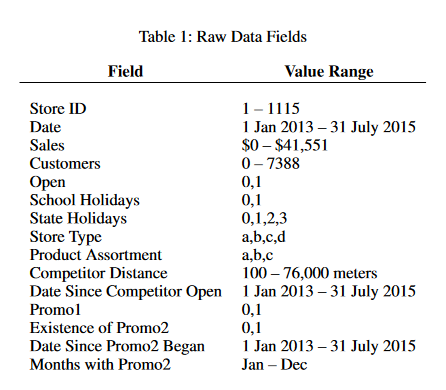 Table 1: Raw Data Fields
Field Value Range
Store ID 1 – 1115
Date 1 Jan 2013 – 31 July 2015
Sales $0 – $41,551
Customers 0 – 7388
Open 0,1
School Holidays 0,1
State Holidays 0,1,2,3
Store Type a,b,c,d
Product Assortment a,b,c
Competitor Distance 100 – 76,000 meters
Date Since Competitor Open 1 Jan 2013 – 31 July 2015
Promo1 0,1
Existence of Promo2 0,1
Date Since Promo2 Began 1 Jan 2013 – 31 July 2015
Months with Promo2 Jan – Dec